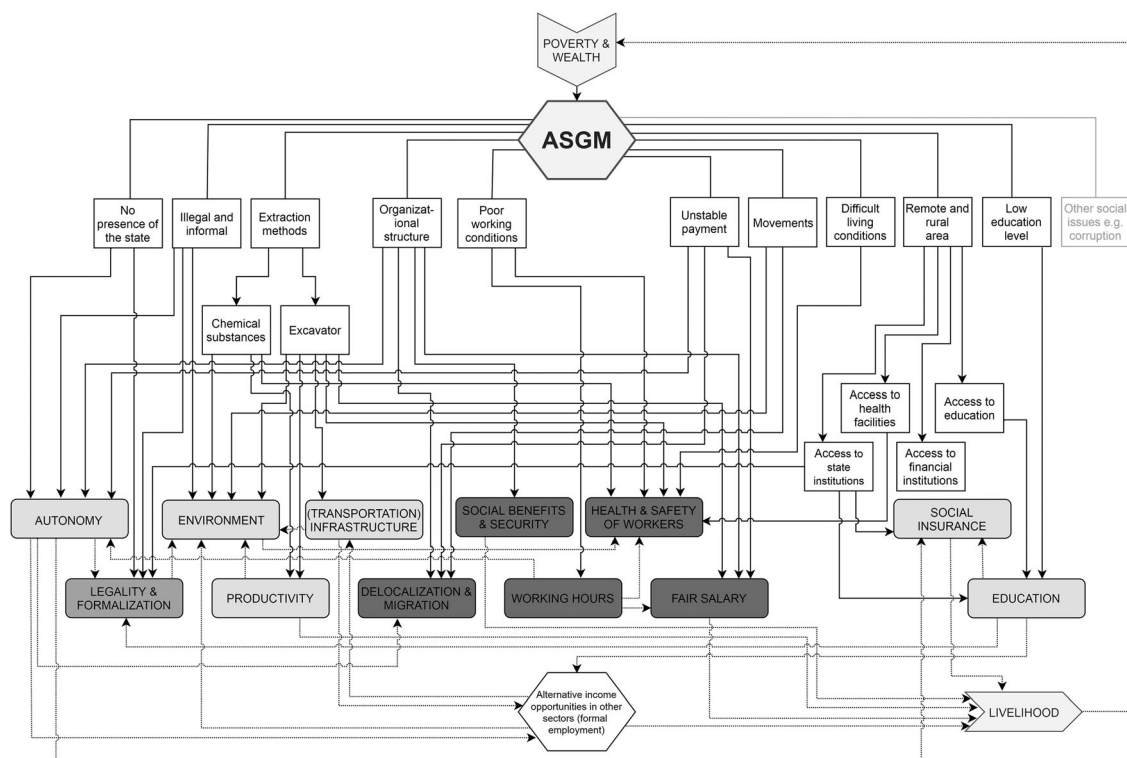 POVERTY &
WEALTH
ASGM
No
presence of
the state
Illegal and
informal
Extraction
methods
Organizat-
ional
structure
Poor
working
conditions
Unstable
payment
Movements
Difficult
living
conditions
Remote and
rural
area
Low
education
level
Other social
issues e.g.
corruption
Chemical
substances
Excavator
Access to
health
facilities
Access to
education
Access to
state
institutions
Access to
financial
institutions
AUTONOMY
ENVIRONMENT
(TRANSPORTATION)
INFRASTRUCTURE
SOCIAL BENEFITS
& SECURITY
HEALTH & SAFETY
OF WORKERS
SOCIAL
INSURANCE
LEGALITY &
FORMALIZATION
PRODUCTIVITY
DELOCALIZATION &
MIGRATION
WORKING HOURS
FAIR SALARY
EDUCATION
Alternative income
opportunities in other
sectors (formal
employment)
LIVELIHOOD